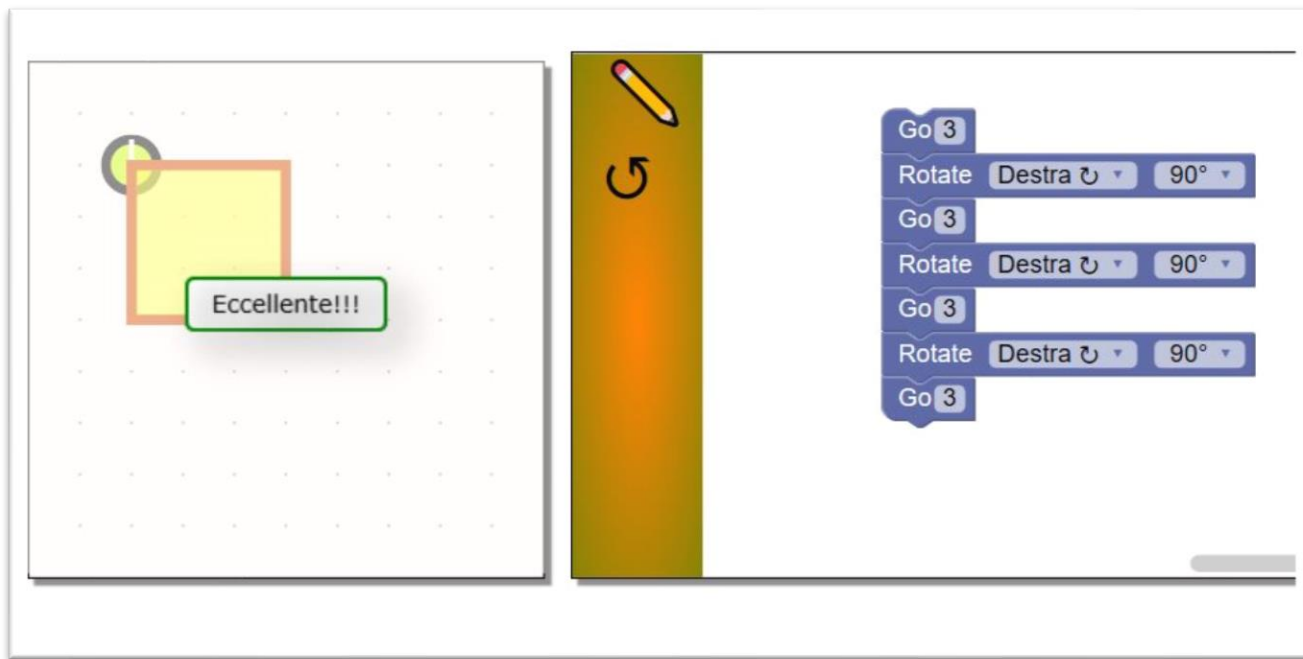 Eccellente!!!
Go 3
Rotate Destra ↻ ▾ 90° ▾
Go 3
Rotate Destra ↻ ▾ 90° ▾
Go 3
Rotate Destra ↻ ▾ 90° ▾
Go 3